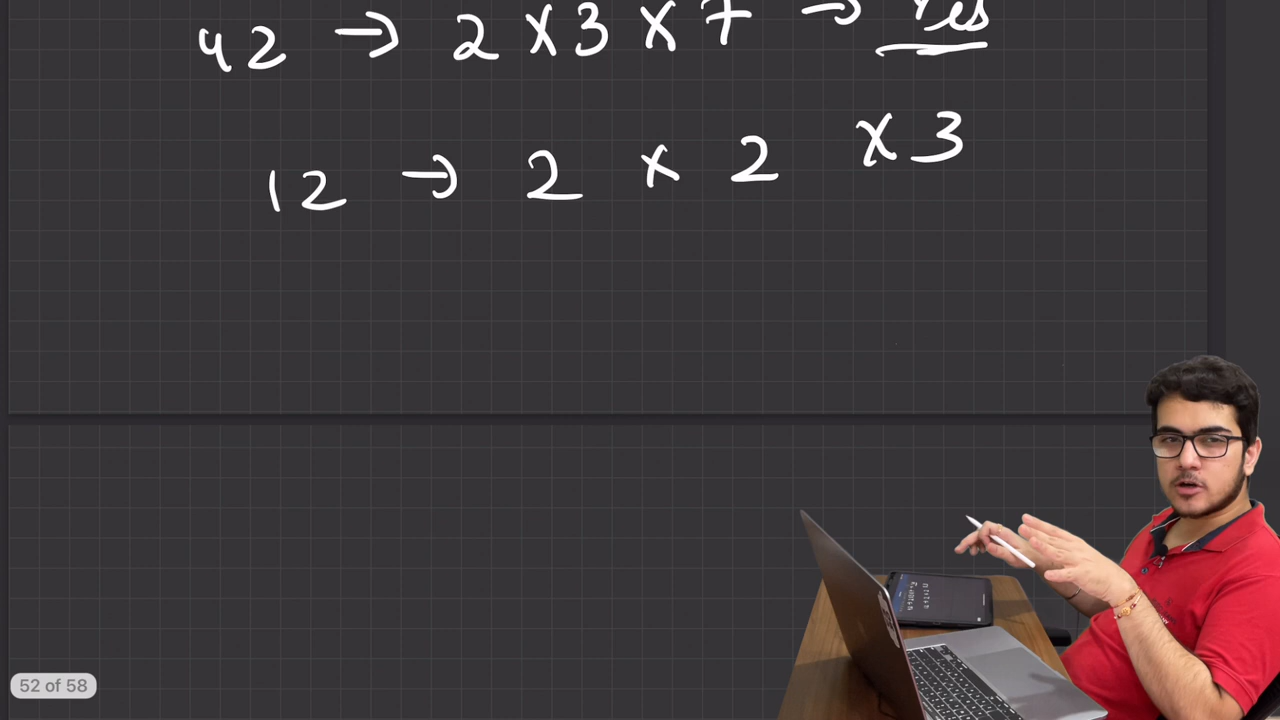 42 → 2 x 3 x 7 → Yes
12 → 2 x 2 x 3
52 of 58